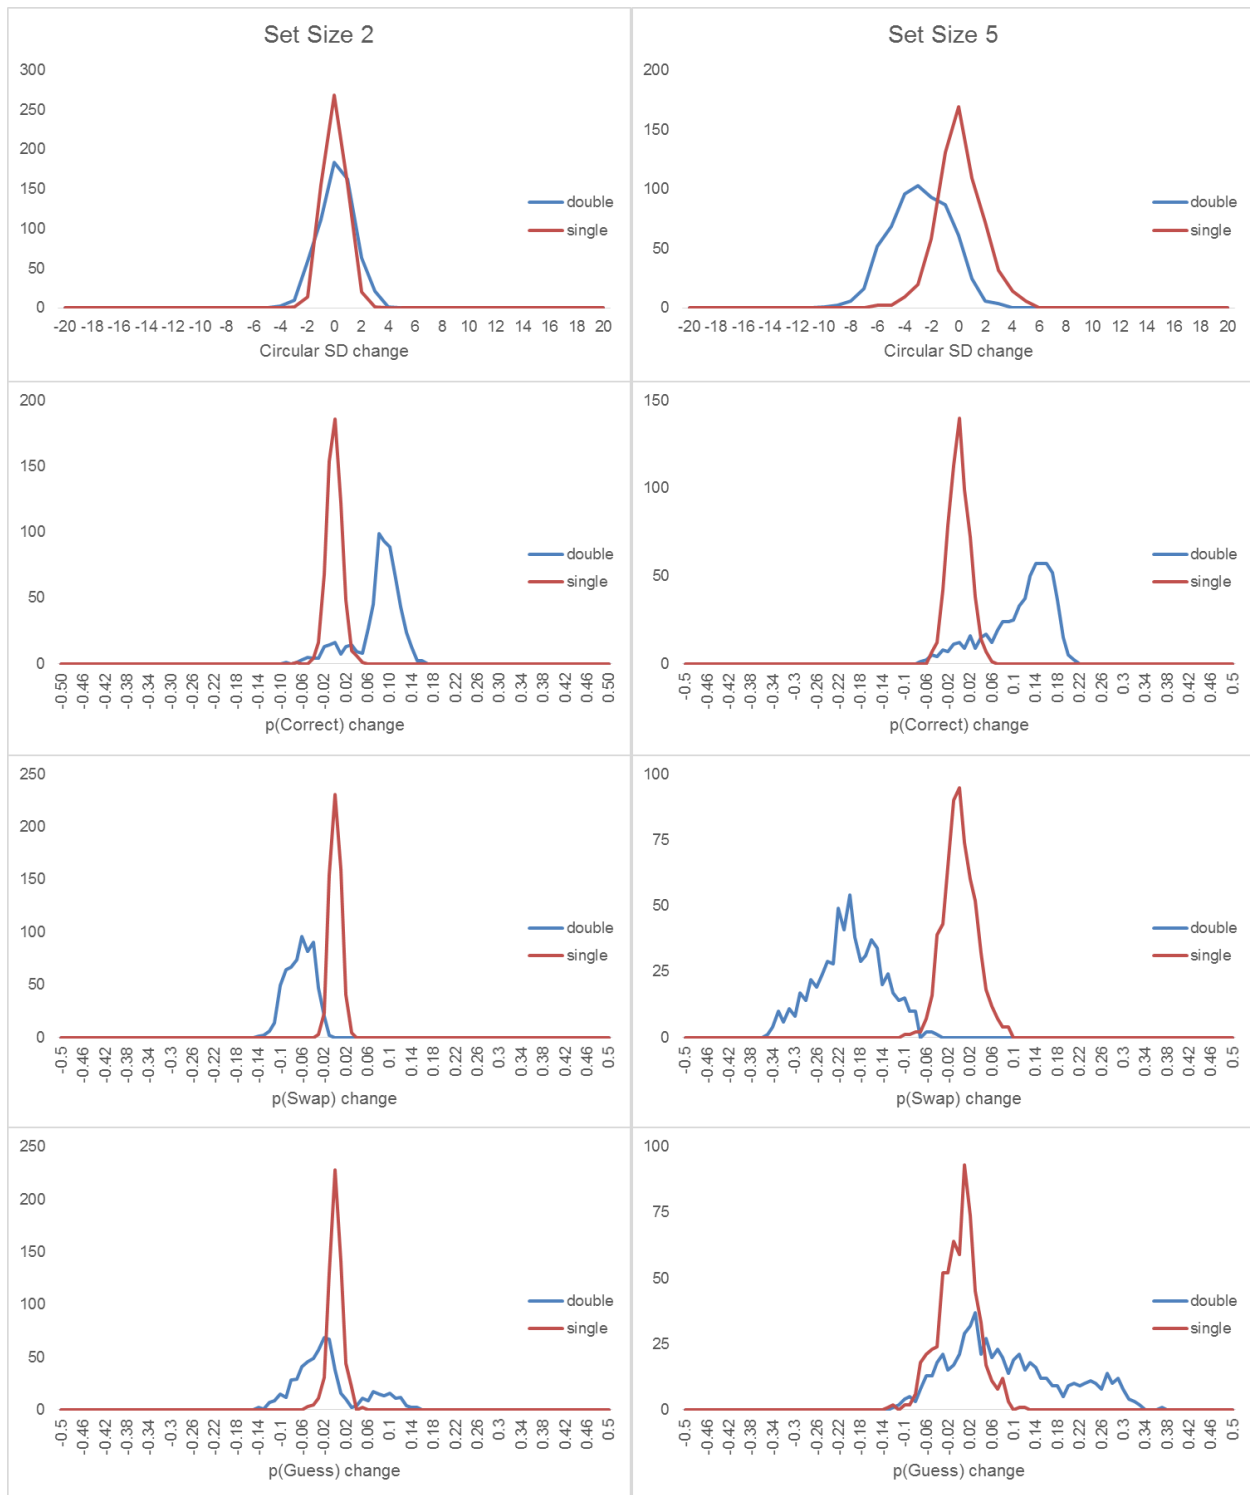 Set Size 2
300
250
200
150
100
50
0
-20 -18 -16 -14 -12 -10 -8 -6 -4 -2 0 2 4 6 8 10 12 14 16 18 20
Circular SD change
double
single
Set Size 5
200
150
100
50
0
-20 -18 -16 -14 -12 -10 -8 -6 -4 -2 0 2 4 6 8 10 12 14 16 18 20
Circular SD change
double
single
200
150
100
50
0
-0.50 -0.46 -0.42 -0.38 -0.34 -0.30 -0.26 -0.22 -0.18 -0.14 -0.10 -0.06 -0.02 0.02 0.06 0.10 0.14 0.18 0.22 0.26 0.30 0.34 0.38 0.42 0.46 0.50
p(Correct) change
double
single
150
100
50
0
-0.5 -0.46 -0.42 -0.38 -0.34 -0.3 -0.26 -0.22 -0.18 -0.14 -0.1 -0.06 -0.02 0.02 0.06 0.1 0.14 0.18 0.22 0.26 0.3 0.34 0.38 0.42 0.46 0.5
p(Correct) change
double
single
250
200
150
100
50
0
-0.5 -0.46 -0.42 -0.38 -0.34 -0.3 -0.26 -0.22 -0.18 -0.14 -0.1 -0.06 -0.02 0.02 0.06 0.1 0.14 0.18 0.22 0.26 0.3 0.34 0.38 0.42 0.46 0.5
p(Swap) change
double
single
100
75
50
25
0
-0.5 -0.46 -0.42 -0.38 -0.34 -0.3 -0.26 -0.22 -0.18 -0.14 -0.1 -0.06 -0.02 0.02 0.06 0.1 0.14 0.18 0.22 0.26 0.3 0.34 0.38 0.42 0.46 0.5
p(Swap) change
double
single
250
200
150
100
50
0
-0.5 -0.46 -0.42 -0.38 -0.34 -0.3 -0.26 -0.22 -0.18 -0.14 -0.1 -0.06 -0.02 0.02 0.06 0.1 0.14 0.18 0.22 0.26 0.3 0.34 0.38 0.42 0.46 0.5
p(Guess) change
double
single
100
75
50
25
0
-0.5 -0.46 -0.42 -0.38 -0.34 -0.3 -0.26 -0.22 -0.18 -0.14 -0.1 -0.06 -0.02 0.02 0.06 0.1 0.14 0.18 0.22 0.26 0.3 0.34 0.38 0.42 0.46 0.5
p(Guess) change
double
single